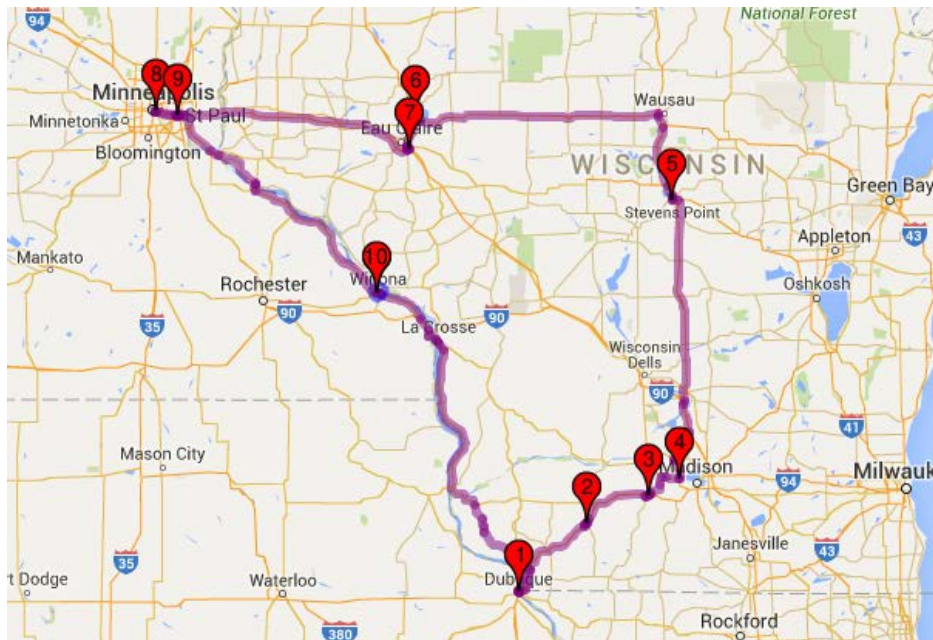 National Forest
94
8
9
6
Minneapolis
Wausau
Minnetonka
St Paul
7
Eau Claire
Bloomington
WISCONSIN
5
Green Bay
Stevens Point
43
Appleton
Mankato
10
Winona
Rochester
Oshkosh
90
35
La Crosse
90
Wisconsin
Dells
90
41
Mason City
4
3
Madison
94
Milwauk
2
1
Janesville
43
35
rt Dodge
Waterloo
Dubuque
Rockford
380